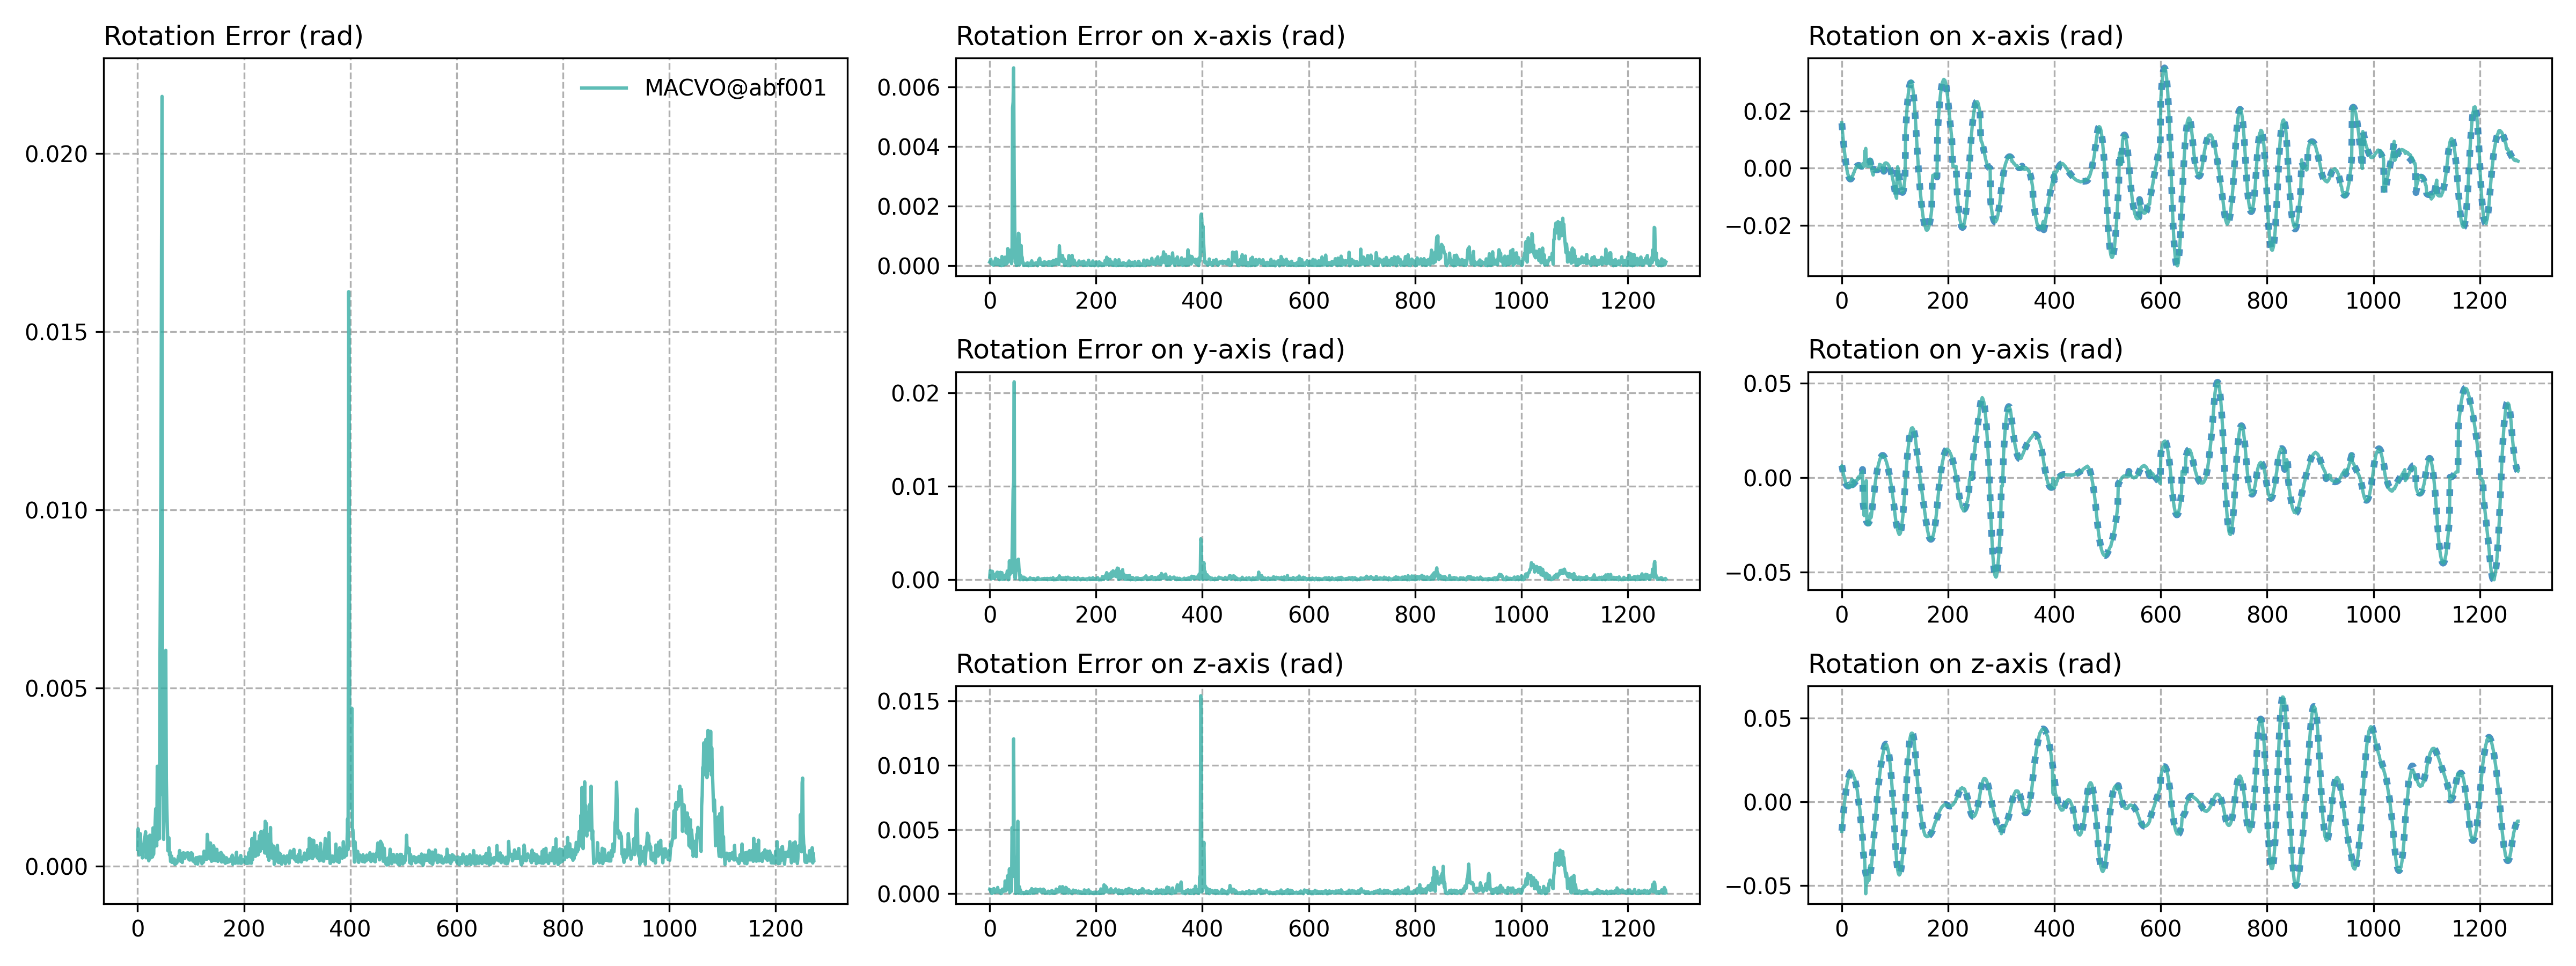 Rotation Error (rad)
MACVO@abf001
0.020
0.015
0.010
0.005
0.000
0 200 400 600 800 1000 1200
Rotation Error on x-axis (rad)
0.006
0.004
0.002
0.000
0 200 400 600 800 1000 1200
Rotation Error on y-axis (rad)
0.02
0.01
0.00
0 200 400 600 800 1000 1200
Rotation Error on z-axis (rad)
0.015
0.010
0.005
0.000
0 200 400 600 800 1000 1200
Rotation on x-axis (rad)
0.02
0.00
−0.02
0 200 400 600 800 1000 1200
Rotation on y-axis (rad)
0.05
0.00
−0.05
0 200 400 600 800 1000 1200
Rotation on z-axis (rad)
0.05
0.00
−0.05
0 200 400 600 800 1000 1200